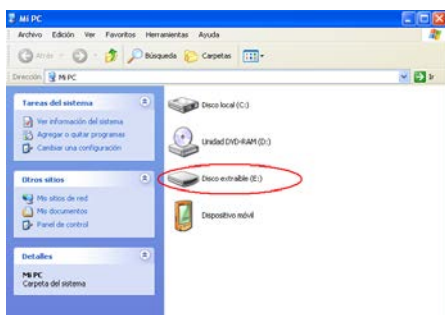 Mi PC
Archivo Edición Ver Favoritos Herramientas Ayuda
Atrás Búsqueda Carpetas
Dirección Mi PC Ir
Tareas del sistema
Ver información del sistema
Agregar o quitar programas
Cambiar una configuración
Otros sitios
Mis sitios de red
Mis documentos
Panel de control
Detalles
Mi PC
Carpeta del sistema
Disco local (C:)
Unidad DVD-RAM (D:)
Disco extraíble (E:)
Dispositivo móvil